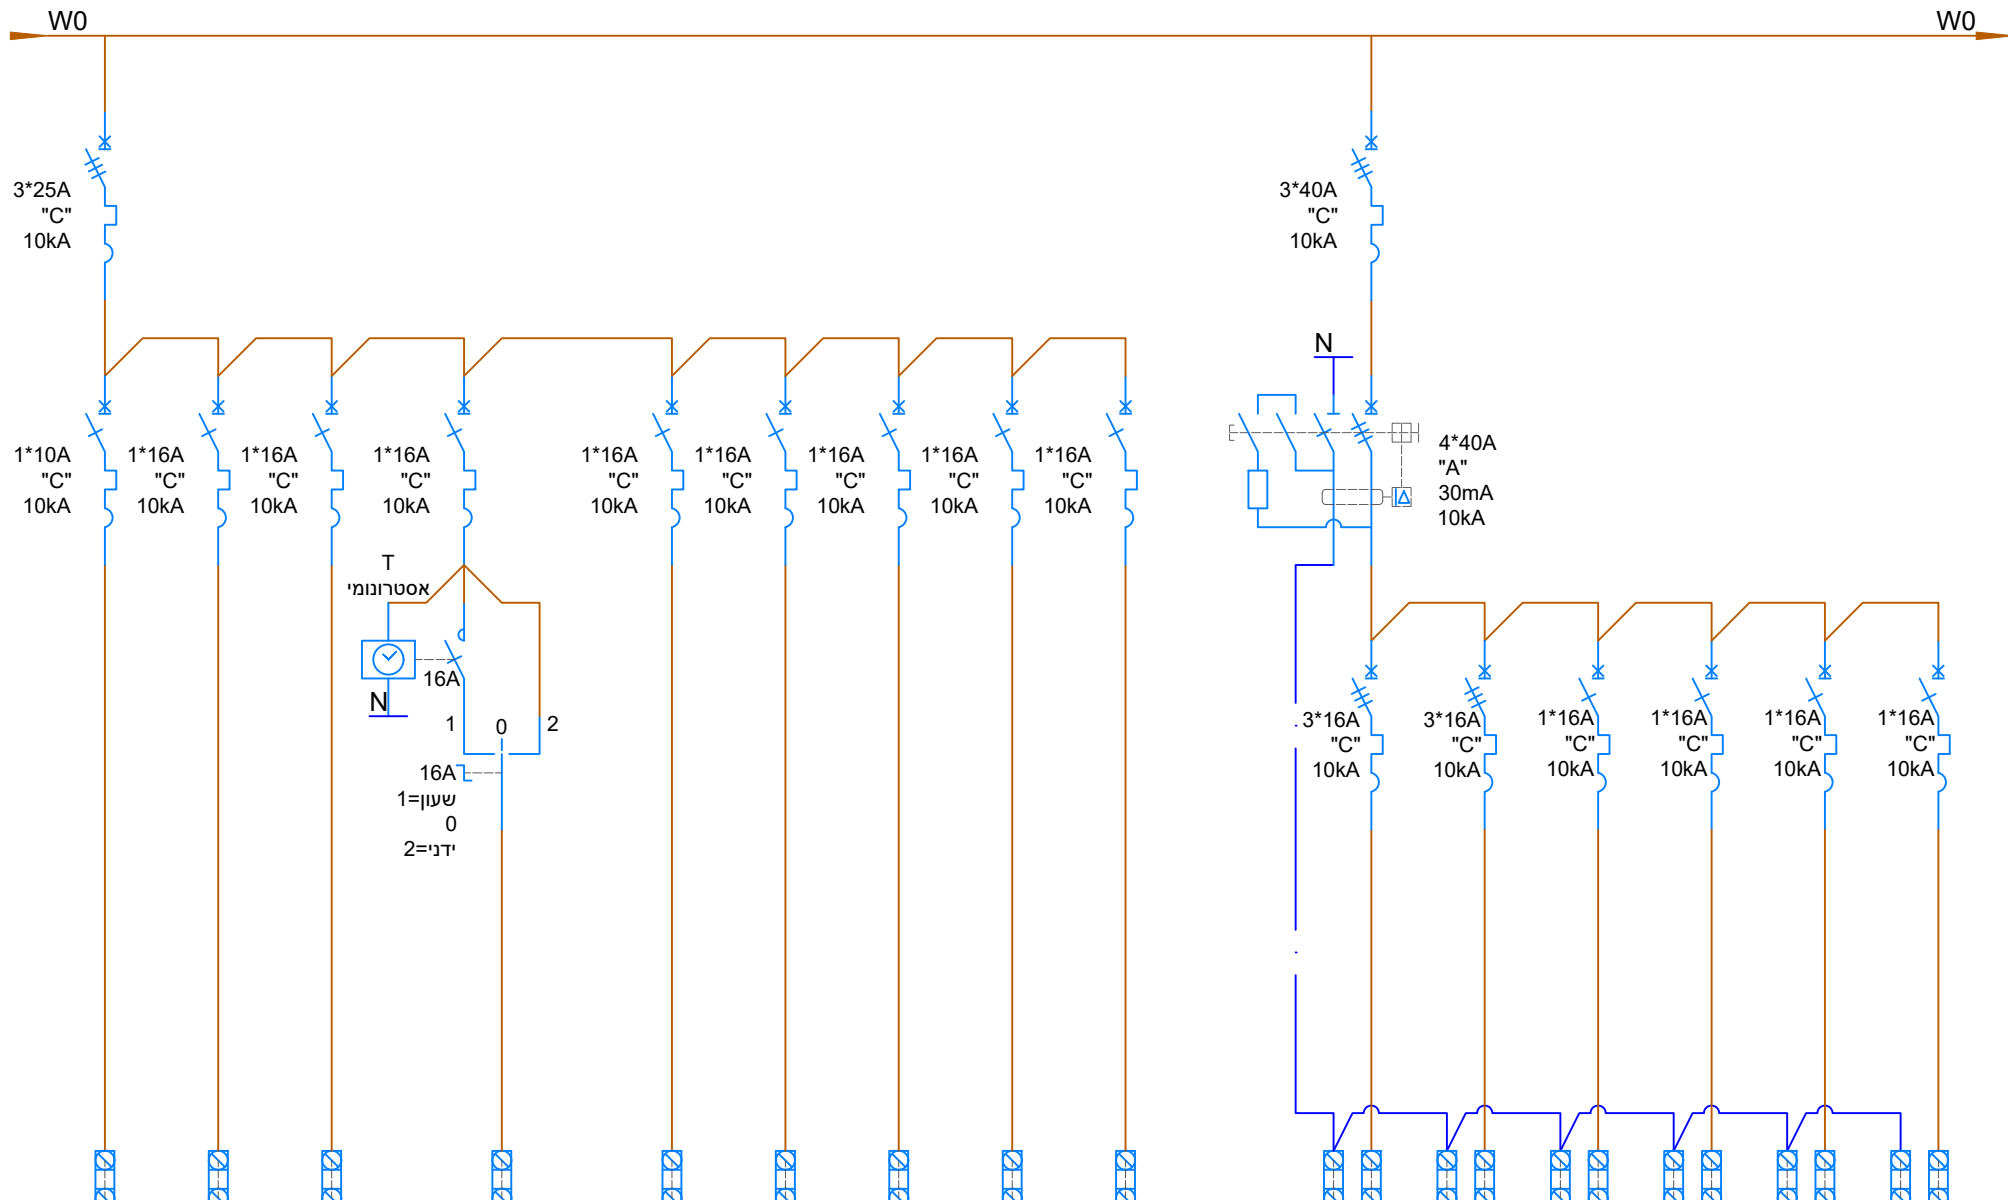 W0
W0
3*25A
"C"
10kA
3*40A
"C"
10kA
N
1*10A
"C"
10kA
1*16A
"C"
10kA
1*16A
"C"
10kA
1*16A
"C"
10kA
1*16A
"C"
10kA
1*16A
"C"
10kA
1*16A
"C"
10kA
1*16A
"C"
10kA
1*16A
"C"
10kA
4*40A
"A"
30mA
10kA
T
אסטרונומי
16A
N
1
0
2
16A
שעון=1
0
ידני=2
3*16A
"C"
10kA
3*16A
"C"
10kA
1*16A
"C"
10kA
1*16A
"C"
10kA
1*16A
"C"
10kA
1*16A
"C"
10kA